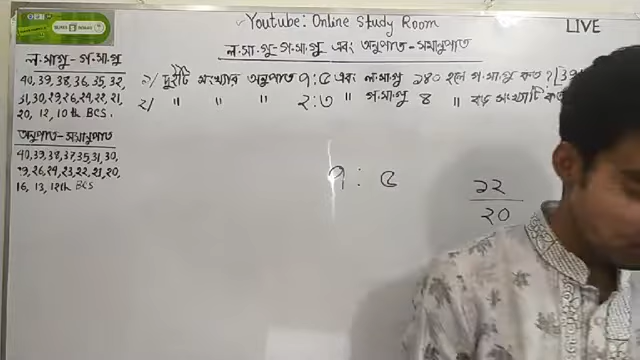 Youtube: Online Study Room
LIVE
ল.সা.গু-গ.সা.গু এবং অনুপাত-সমানুপাত
ল.সাগু-গ.সা.গু
40, 39, 38, 36, 35, 32,
31, 30, 29, 26, 24, 22, 21,
20, 12, 10th BCS.
১/ দুইটি সংখ্যার অনুপাত ৭:৫ এবং ল.সা.গু ১৪০ হলে গ.সা.গু কত?
২/ " " " ২:৩ " গ.সা.গু ৪ " বড় সংখ্যাটি কত
অনুপাত-সমানুপাত
40, 39, 38, 37, 35, 31, 30,
29, 26, 24, 23, 22, 21, 20,
16, 13, 12th BCS
৭ : ৫
১২
20